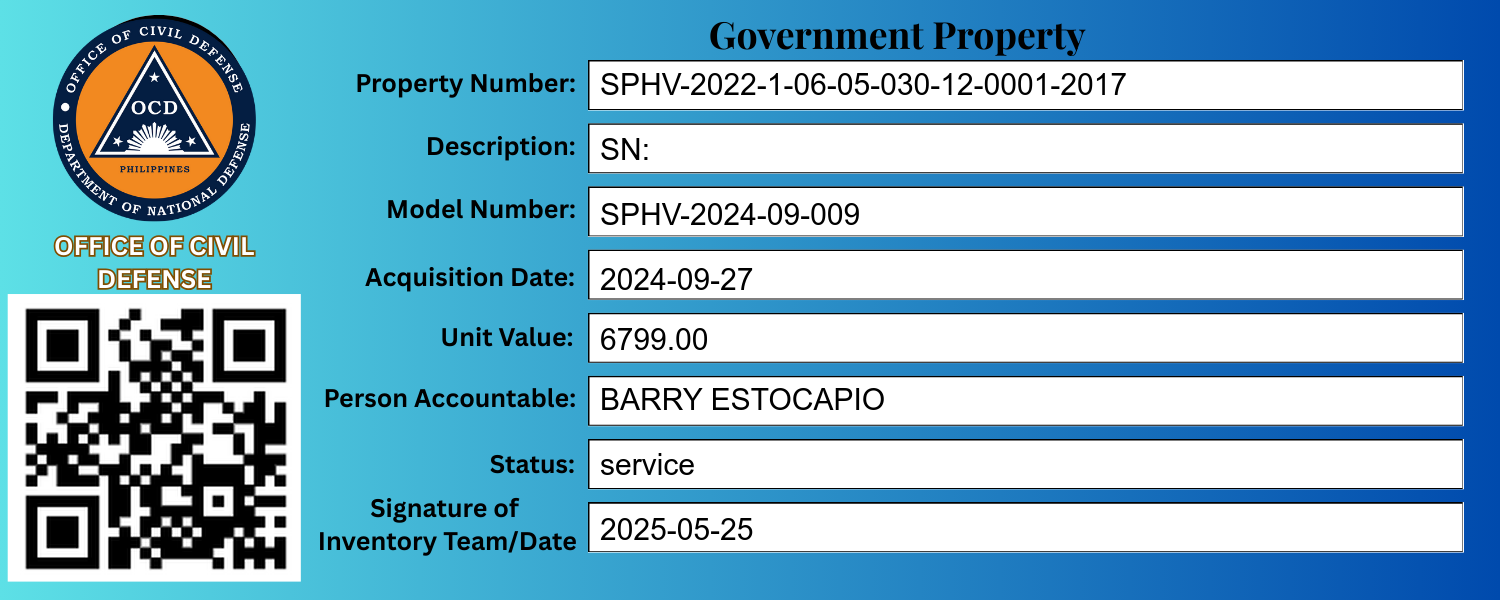 Government Property
OFFICE OF CIVIL DEFENSE
DEPARTMENT OF NATIONAL DEFENSE
OCD
PHILIPPINES
OFFICE OF CIVIL
DEFENSE
Property Number: SPHV-2022-1-06-05-030-12-0001-2017
Description: SN:
Model Number: SPHV-2024-09-009
Acquisition Date: 2024-09-27
Unit Value: 6799.00
Person Accountable: BARRY ESTOCAPIO
Status: service
Signature of
Inventory Team/Date 2025-05-25